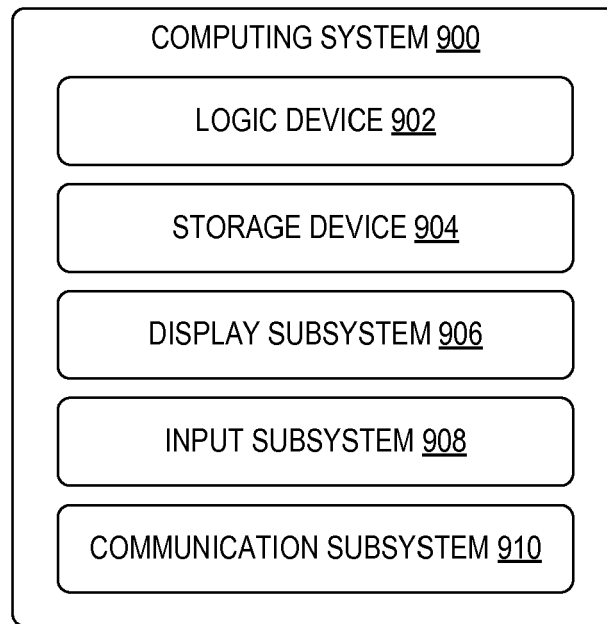 COMPUTING SYSTEM 900
LOGIC DEVICE 902
STORAGE DEVICE 904
DISPLAY SUBSYSTEM 906
INPUT SUBSYSTEM 908
COMMUNICATION SUBSYSTEM 910